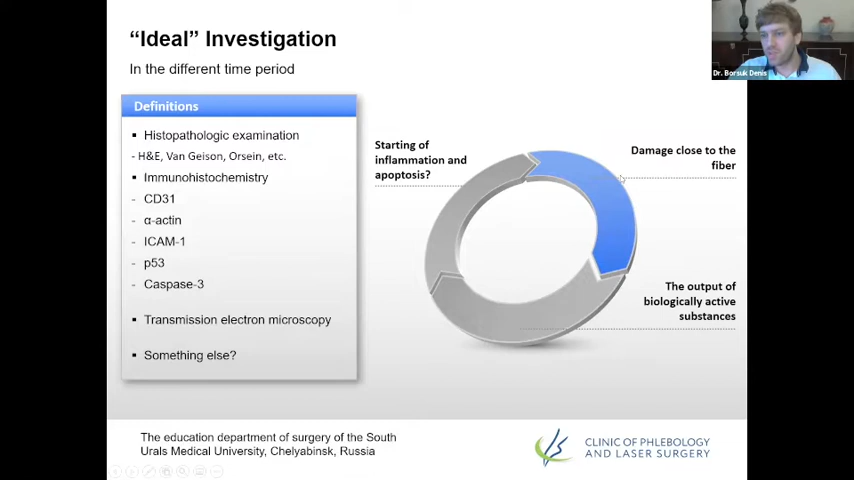 “Ideal” Investigation
In the different time period
Dr. Borsuk Denis
Definitions
▪ Histopathologic examination
- H&E, Van Geison, Orsein, etc.
▪ Immunohistochemistry
- CD31
- α-actin
- ICAM-1
- p53
- Caspase-3
▪ Transmission electron microscopy
▪ Something else?
Starting of
inflammation and
apoptosis?
Damage close to the
fiber
The output of
biologically active
substances
The education department of surgery of the South
Urals Medical University, Chelyabinsk, Russia
CLINIC OF PHLEBOLOGY
AND LASER SURGERY